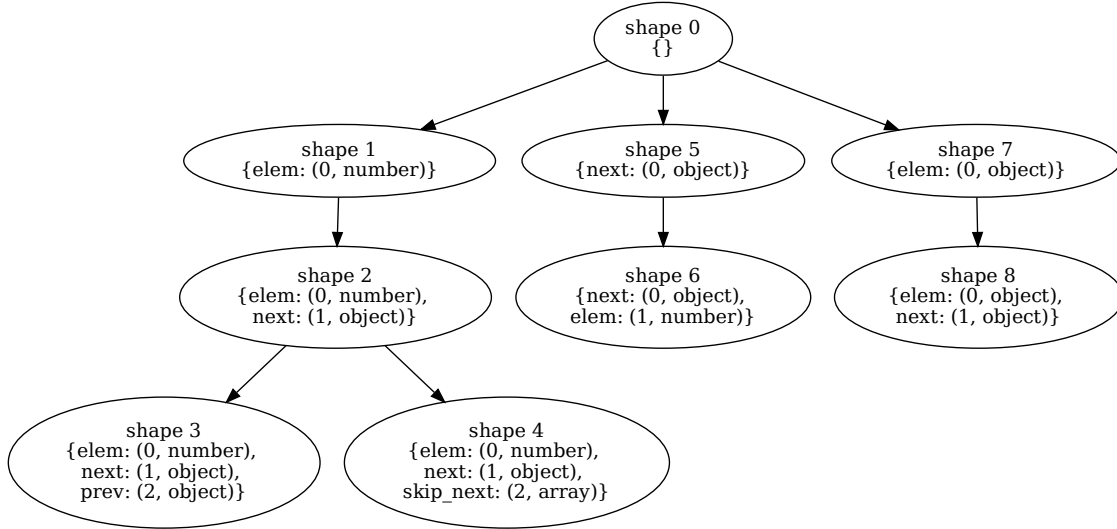 shape 0
{}
shape 1
{elem: (0, number)}
shape 5
{next: (0, object)}
shape 7
{elem: (0, object)}
shape 2
{elem: (0, number),
next: (1, object)}
shape 6
{next: (0, object),
elem: (1, number)}
shape 8
{elem: (0, object),
next: (1, object)}
shape 3
{elem: (0, number),
next: (1, object),
prev: (2, object)}
shape 4
{elem: (0, number),
next: (1, object),
skip_next: (2, array)}